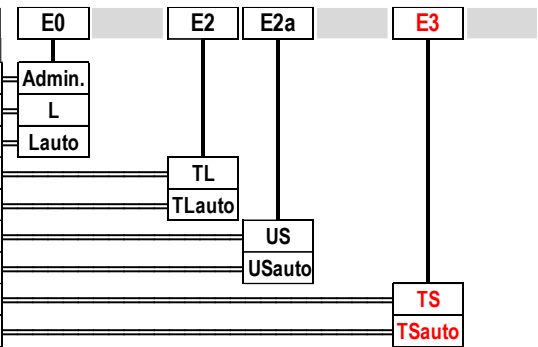 E0 E2 E2a E3
Admin.
L
Lauto
TL
TLauto
US
USauto
TS
TSauto